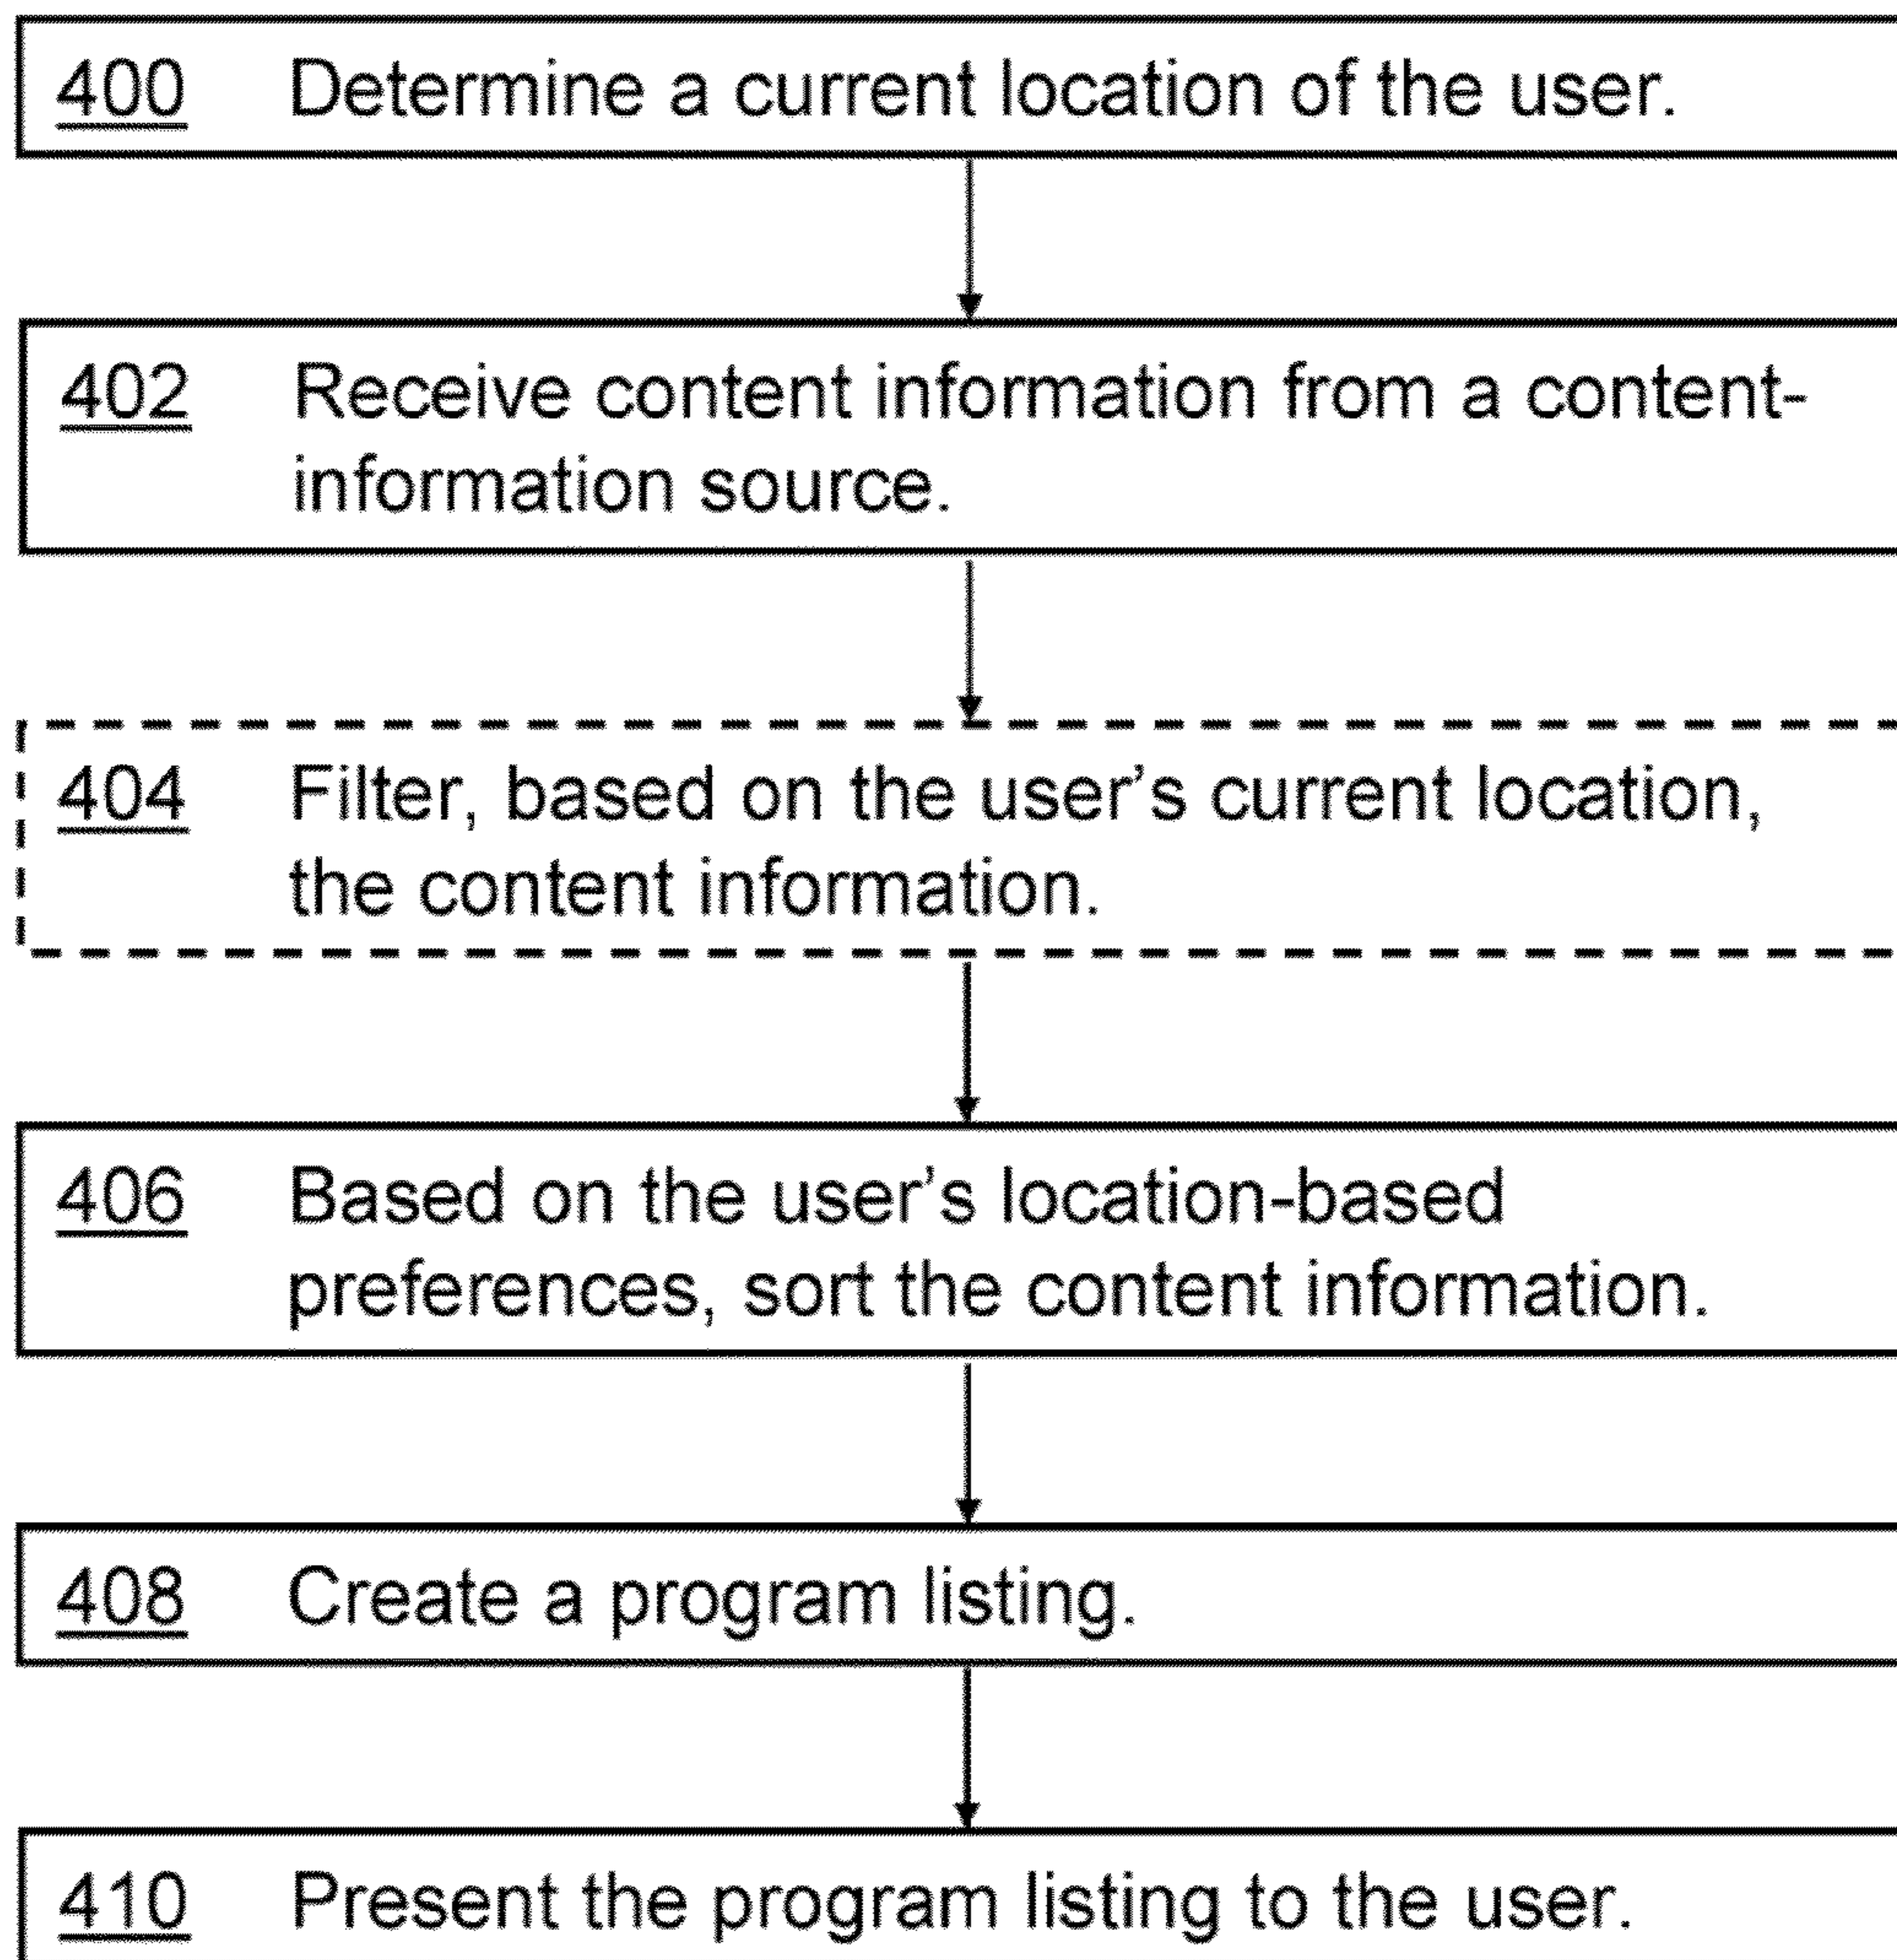 400 Determine a current location of the user.
402 Receive content information from a content-
information source.
404 Filter, based on the user's current location,
the content information.
406 Based on the user's location-based
preferences, sort the content information.
408 Create a program listing.
410 Present the program listing to the user.